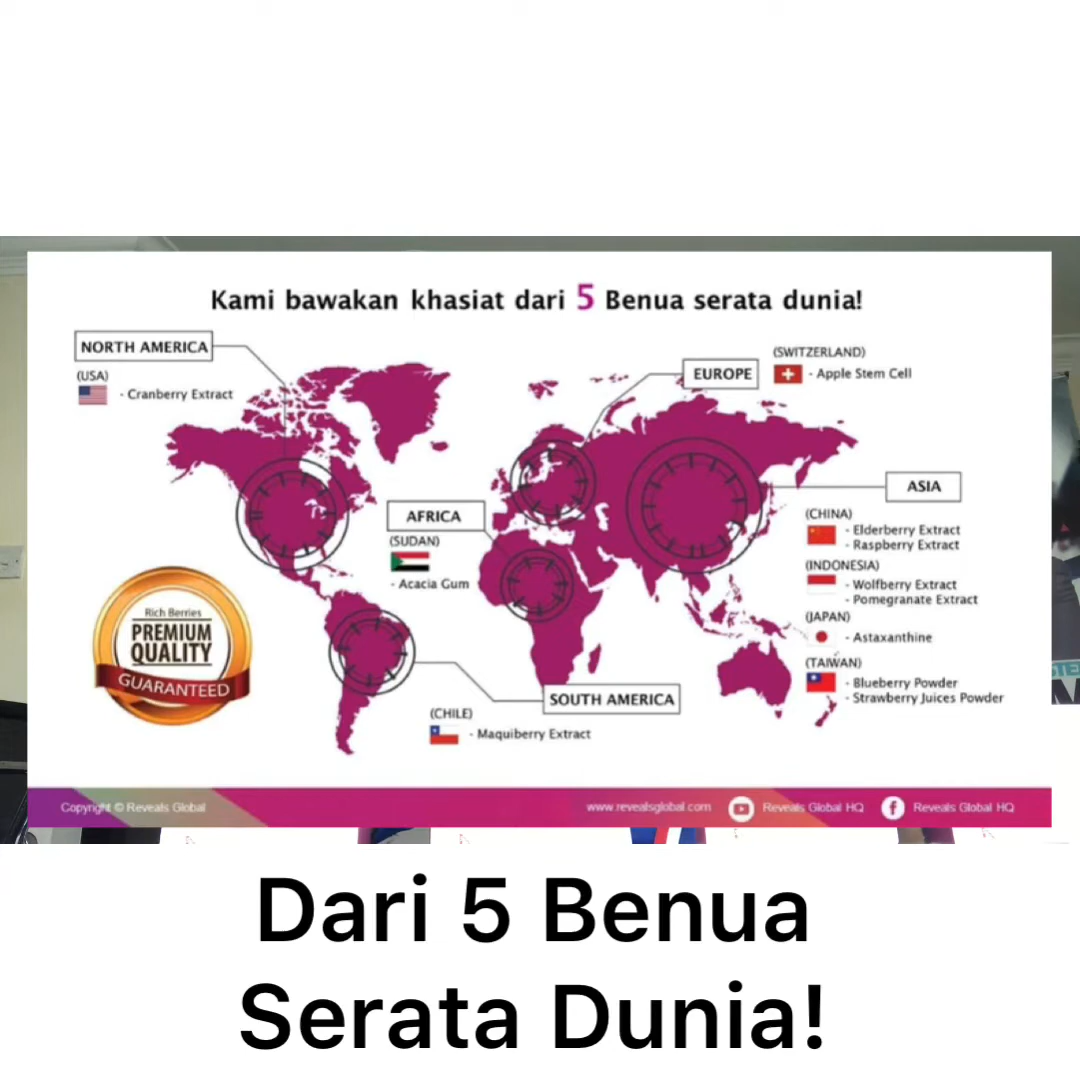 Kami bawakan khasiat dari 5 Benua serata dunia!
NORTH AMERICA
(USA)
- Cranberry Extract
EUROPE
(SWITZERLAND)
- Apple Stem Cell
ASIA
(CHINA)
- Elderberry Extract
- Raspberry Extract
(INDONESIA)
- Wolfberry Extract
- Pomegranate Extract
(JAPAN)
- Astaxanthine
(TAIWAN)
- Blueberry Powder
- Strawberry Juices Powder
AFRICA
(SUDAN)
- Acacia Gum
SOUTH AMERICA
(CHILE)
- Maquiberry Extract
Rich Berries
PREMIUM
QUALITY
GUARANTEED
Copyright © Reveals Global
www.revealsglobal.com
Reveals Global HQ
Reveals Global HQ
Dari 5 Benua
Serata Dunia!